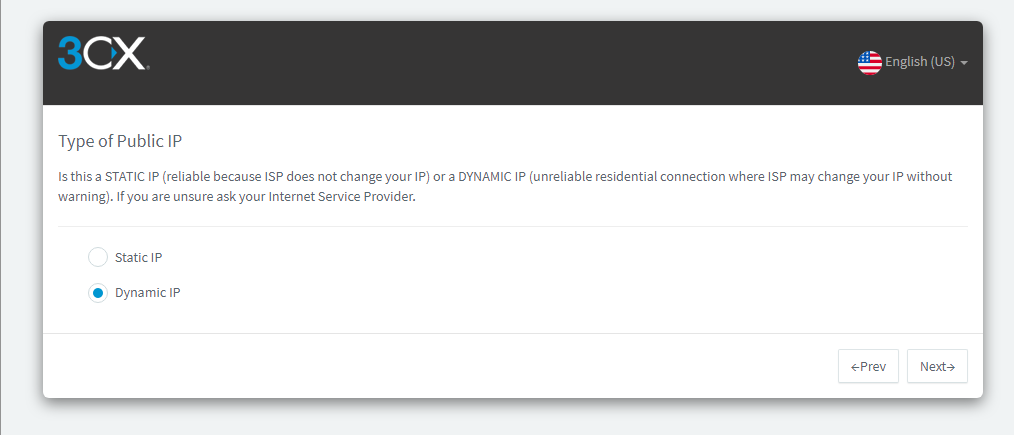 3CX
English (US)
Type of Public IP
Is this a STATIC IP (reliable because ISP does not change your IP) or a DYNAMIC IP (unreliable residential connection where ISP may change your IP without
warning). If you are unsure ask your Internet Service Provider.
Static IP
Dynamic IP
←Prev
Next→